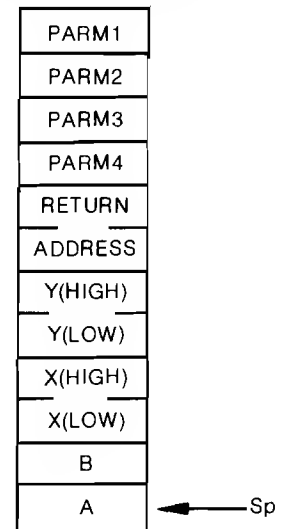 PARM1
PARM2
PARM3
PARM4
RETURN
ADDRESS
Y(HIGH)
Y(LOW)
X(HIGH)
X(LOW)
B
A Sp